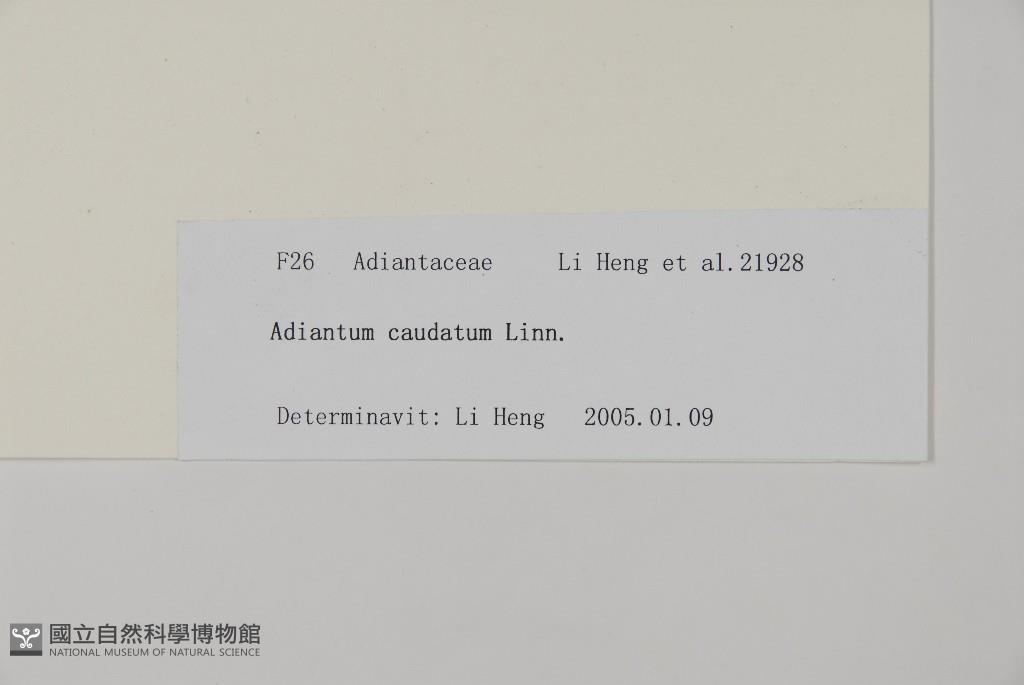 F26 Adiantaceae Li Heng et al.21928
Adiantum caudatum Linn.
Determinavit: Li Heng 2005.01.09
國立自然科學博物館
NATIONAL MUSEUM OF NATURAL SCIENCE